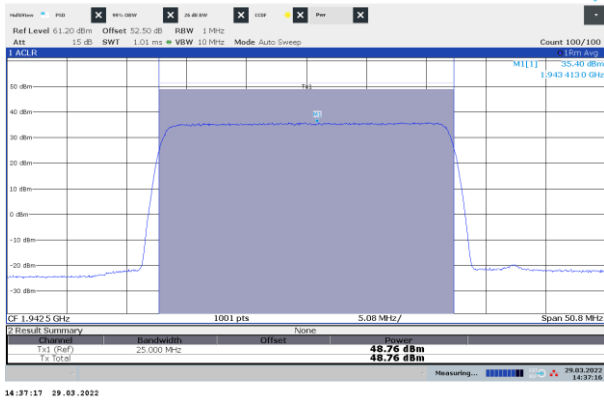 MultiView PSD X 99% OBW X 26 dB BW X CCDF X Pwr X
Ref Level 61.20 dBm Offset 52.50 dB RBW 1 MHz
Att 15 dB SWT 1.01 ms VBW 10 MHz Mode Auto Sweep Count 100/100
1 ACLR 1Rm Avg
M1[1] 35.40 dBm
1.943 413 0 GHz
50 dBm
Tx1
40 dBm
M1
30 dBm
20 dBm
10 dBm
0 dBm
-10 dBm
-20 dBm
-30 dBm
CF 1.9425 GHz 1001 pts 5.08 MHz/ Span 50.8 MHz
2 Result Summary None
Channel Bandwidth Offset Power
Tx1 (Ref) 25.000 MHz 48.76 dBm
Tx Total 48.76 dBm
Measuring... 29.03.2022
14:37:16
14:37:17 29.03.2022